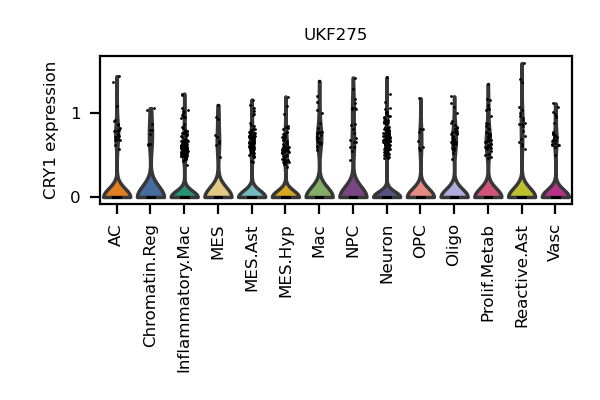 UKF275
CRY1 expression
1
0
AC
Chromatin.Reg
Inflammatory.Mac
MES
MES.Ast
MES.Hyp
Mac
NPC
Neuron
OPC
Oligo
Prolif.Metab
Reactive.Ast
Vasc